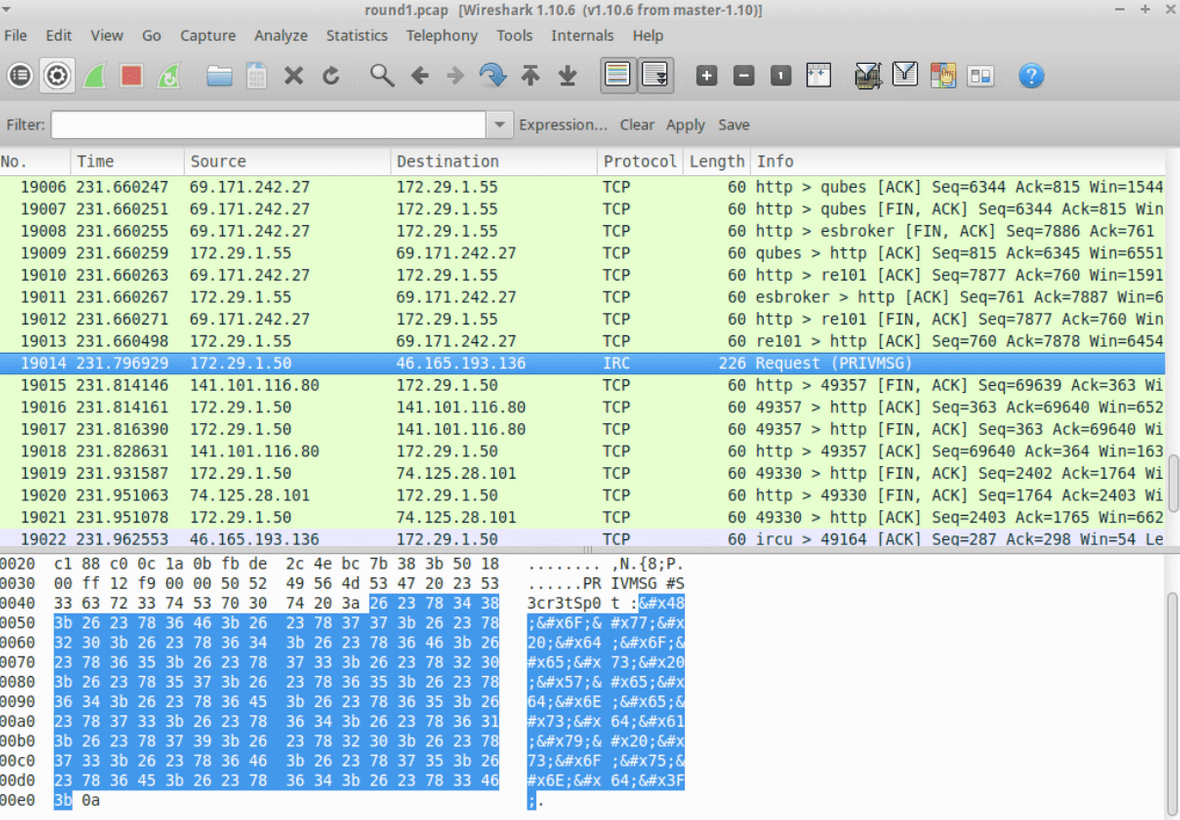 round1.pcap [Wireshark 1.10.6 (v1.10.6 from master-1.10)]
File Edit View Go Capture Analyze Statistics Telephony Tools Internals Help
Filter: Expression... Clear Apply Save
No. Time Source Destination Protocol Length Info
19006 231.660247 69.171.242.27 172.29.1.55 TCP 60 http > qubes [ACK] Seq=6344 Ack=815 Win=1544
19007 231.660251 69.171.242.27 172.29.1.55 TCP 60 http > qubes [FIN, ACK] Seq=6344 Ack=815 Win
19008 231.660255 69.171.242.27 172.29.1.55 TCP 60 http > esbroker [FIN, ACK] Seq=7886 Ack=761
19009 231.660259 172.29.1.55 69.171.242.27 TCP 60 qubes > http [ACK] Seq=815 Ack=6345 Win=6551
19010 231.660263 69.171.242.27 172.29.1.55 TCP 60 http > re101 [ACK] Seq=7877 Ack=760 Win=1591
19011 231.660267 172.29.1.55 69.171.242.27 TCP 60 esbroker > http [ACK] Seq=761 Ack=7887 Win=6
19012 231.660271 69.171.242.27 172.29.1.55 TCP 60 http > re101 [FIN, ACK] Seq=7877 Ack=760 Win
19013 231.660498 172.29.1.55 69.171.242.27 TCP 60 re101 > http [ACK] Seq=760 Ack=7878 Win=6454
19014 231.796929 172.29.1.50 46.165.193.136 IRC 226 Request (PRIVMSG)
19015 231.814146 141.101.116.80 172.29.1.50 TCP 60 http > 49357 [FIN, ACK] Seq=69639 Ack=363 Wi
19016 231.814161 172.29.1.50 141.101.116.80 TCP 60 49357 > http [ACK] Seq=363 Ack=69640 Win=652
19017 231.816390 172.29.1.50 141.101.116.80 TCP 60 49357 > http [FIN, ACK] Seq=363 Ack=69640 Wi
19018 231.828631 141.101.116.80 172.29.1.50 TCP 60 http > 49357 [ACK] Seq=69640 Ack=364 Win=163
19019 231.931587 172.29.1.50 74.125.28.101 TCP 60 49330 > http [FIN, ACK] Seq=2402 Ack=1764 Wi
19020 231.951063 74.125.28.101 172.29.1.50 TCP 60 http > 49330 [FIN, ACK] Seq=1764 Ack=2403 Wi
19021 231.951078 172.29.1.50 74.125.28.101 TCP 60 49330 > http [ACK] Seq=2403 Ack=1765 Win=662
19022 231.962553 46.165.193.136 172.29.1.50 TCP 60 ircu > 49164 [ACK] Seq=287 Ack=298 Win=54 Le
0020 c1 88 c0 0c 1a 0b fb de 2c 4e bc 7b 38 3b 50 18 ........ ,N.{8;P.
0030 00 ff 12 f9 00 00 50 52 49 56 4d 53 47 20 23 53 ......PR IVMSG #S
0040 33 63 72 33 74 53 70 30 74 20 3a 26 23 78 34 38 3cr3tSp0 t :&#x48
0050 3b 26 23 78 36 46 3b 26 23 78 37 37 3b 26 23 78 ;&#x6F;& #x77;&#x
0060 32 30 3b 26 23 78 36 34 3b 26 23 78 36 46 3b 26 20;&#x64 ;&#x6F;&
0070 23 78 36 35 3b 26 23 78 37 33 3b 26 23 78 32 30 #x65;&#x 73;&#x20
0080 3b 26 23 78 35 37 3b 26 23 78 36 35 3b 26 23 78 ;&#x57;& #x65;&#x
0090 36 34 3b 26 23 78 36 45 3b 26 23 78 36 35 3b 26 64;&#x6E ;&#x65;&
00a0 23 78 37 33 3b 26 23 78 36 34 3b 26 23 78 36 31 #x73;&#x 64;&#x61
00b0 3b 26 23 78 37 39 3b 26 23 78 32 30 3b 26 23 78 ;&#x79;& #x20;&#x
00c0 37 33 3b 26 23 78 36 46 3b 26 23 78 37 35 3b 26 73;&#x6F ;&#x75;&
00d0 23 78 36 45 3b 26 23 78 36 34 3b 26 23 78 33 46 #x6E;&#x 64;&#x3F
00e0 3b 0a ;.